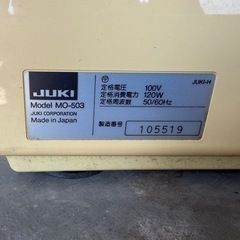 JUKI
Model MO-503
JUKI CORPORATION
Made in Japan
JUKI-H
定格電圧 100V
定格消費電力 120W
定格周波数 50/60Hz
製造番号 105519